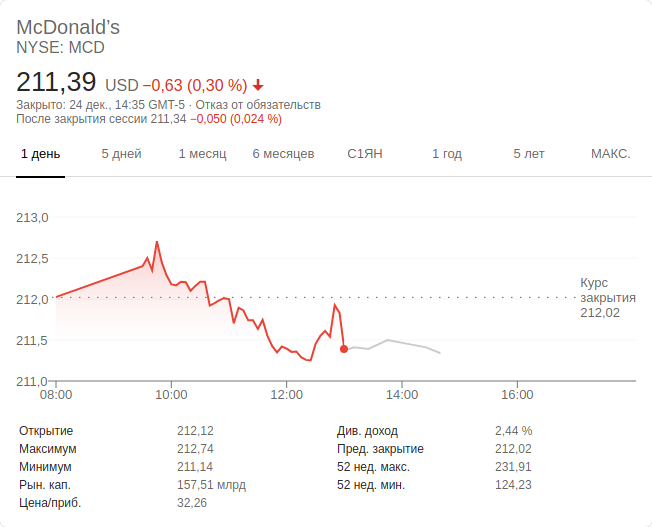 McDonald’s
NYSE: MCD
211,39 USD −0,63 (0,30 %)
Закрыто: 24 дек., 14:35 GMT-5 · Отказ от обязательств
После закрытия сессии 211,34 −0,050 (0,024 %)
1 день 5 дней 1 месяц 6 месяцев С1ЯН 1 год 5 лет МАКС.
213,0
212,5
212,0
211,5
211,0
Курс
закрытия
212,02
08:00 10:00 12:00 14:00 16:00
Открытие 212,12 Див. доход 2,44 %
Максимум 212,74 Пред. закрытие 212,02
Минимум 211,14 52 нед. макс. 231,91
Рын. кап. 157,51 млрд 52 нед. мин. 124,23
Цена/приб. 32,26